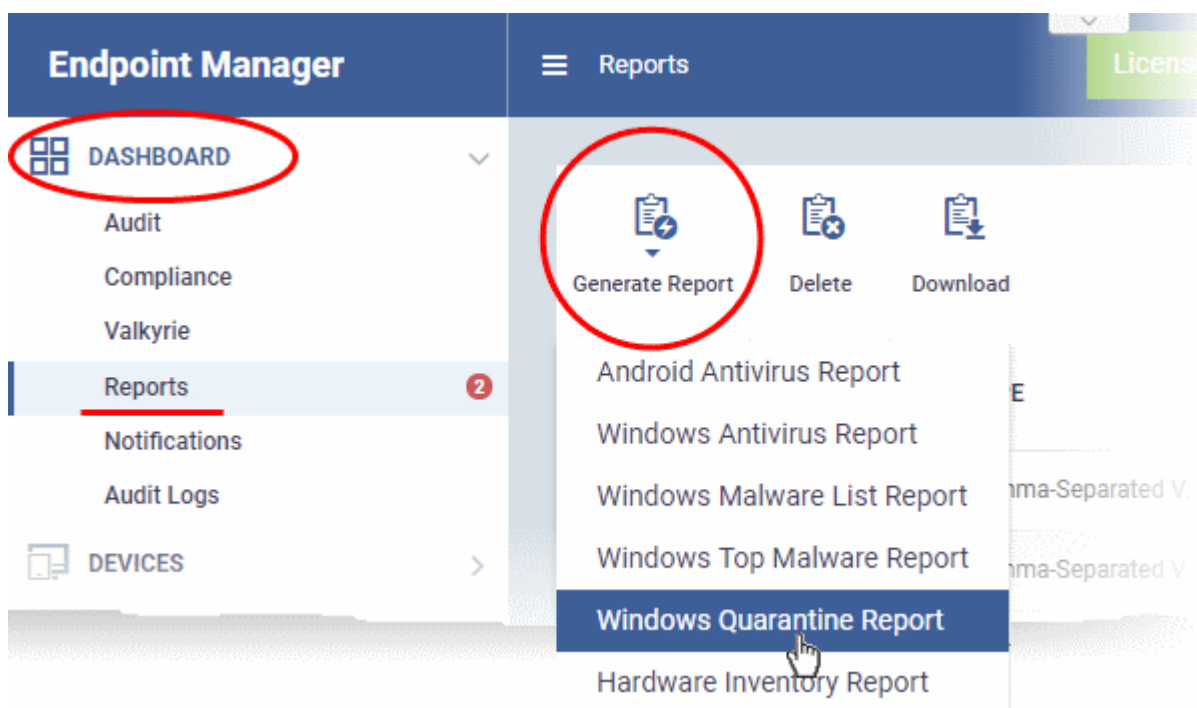 Endpoint Manager
Reports
DASHBOARD
Audit
Compliance
Valkyrie
Reports
2
Notifications
Audit Logs
DEVICES
Generate Report
Delete
Download
Android Antivirus Report
Windows Antivirus Report
Windows Malware List Report
Windows Top Malware Report
Windows Quarantine Report
Hardware Inventory Report